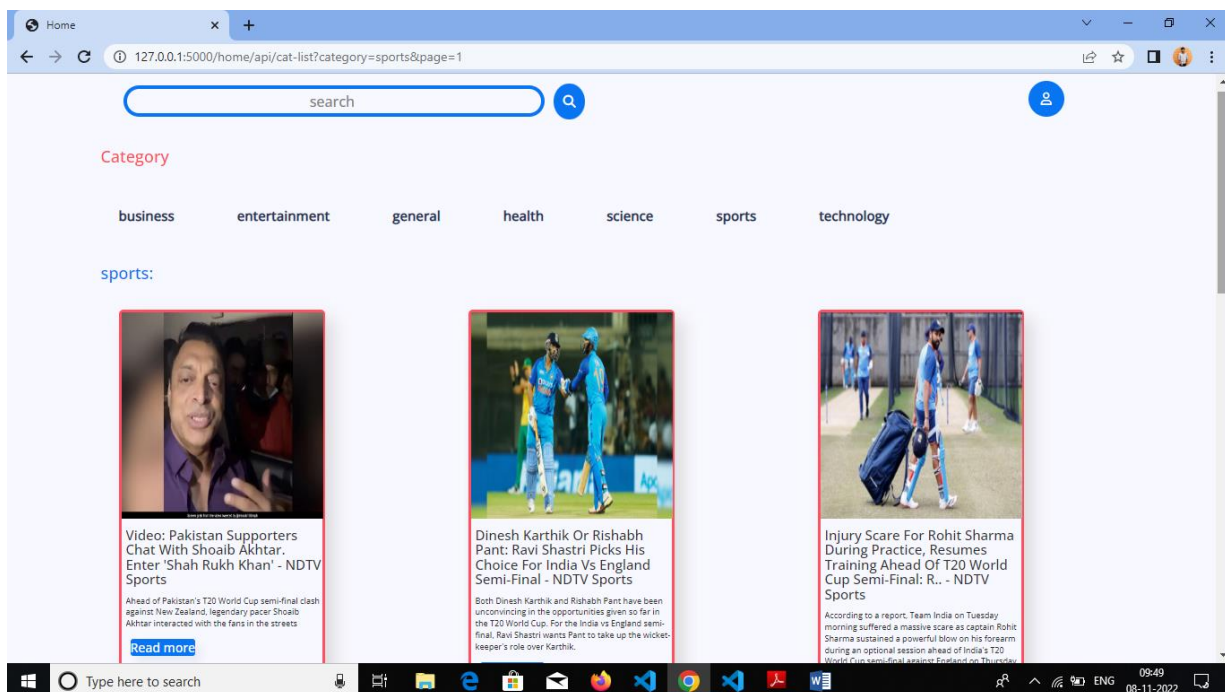 Home
127.0.0.1:5000/home/api/cat-list?category=sports&page=1
search
Category
business entertainment general health science sports technology
sports:
Video: Pakistan Supporters
Chat With Shoaib Akhtar.
Enter 'Shah Rukh Khan' - NDTV
Sports
Ahead of Pakistan's T20 World Cup semi-final clash
against New Zealand, legendary pacer Shoaib
Akhtar interacted with the fans in the streets
Read more
Dinesh Karthik Or Rishabh
Pant: Ravi Shastri Picks His
Choice For India Vs England
Semi-Final - NDTV Sports
Both Dinesh Karthik and Rishabh Pant have been
unconvincing in the opportunities given so far in
the T20 World Cup. For the India vs England semi-
final, Ravi Shastri wants Pant to take up the wicket-
keeper's role over Karthik.
Injury Scare For Rohit Sharma
During Practice, Resumes
Training Ahead Of T20 World
Cup Semi-Final: R.. - NDTV
Sports
According to a report, Team India on Tuesday
morning suffered a massive scare as captain Rohit
Sharma sustained a powerful blow on his forearm
during an optional session ahead of India's T20
World Cup semi-final against England on Thursday
Type here to search
ENG
09:49
08-11-2022